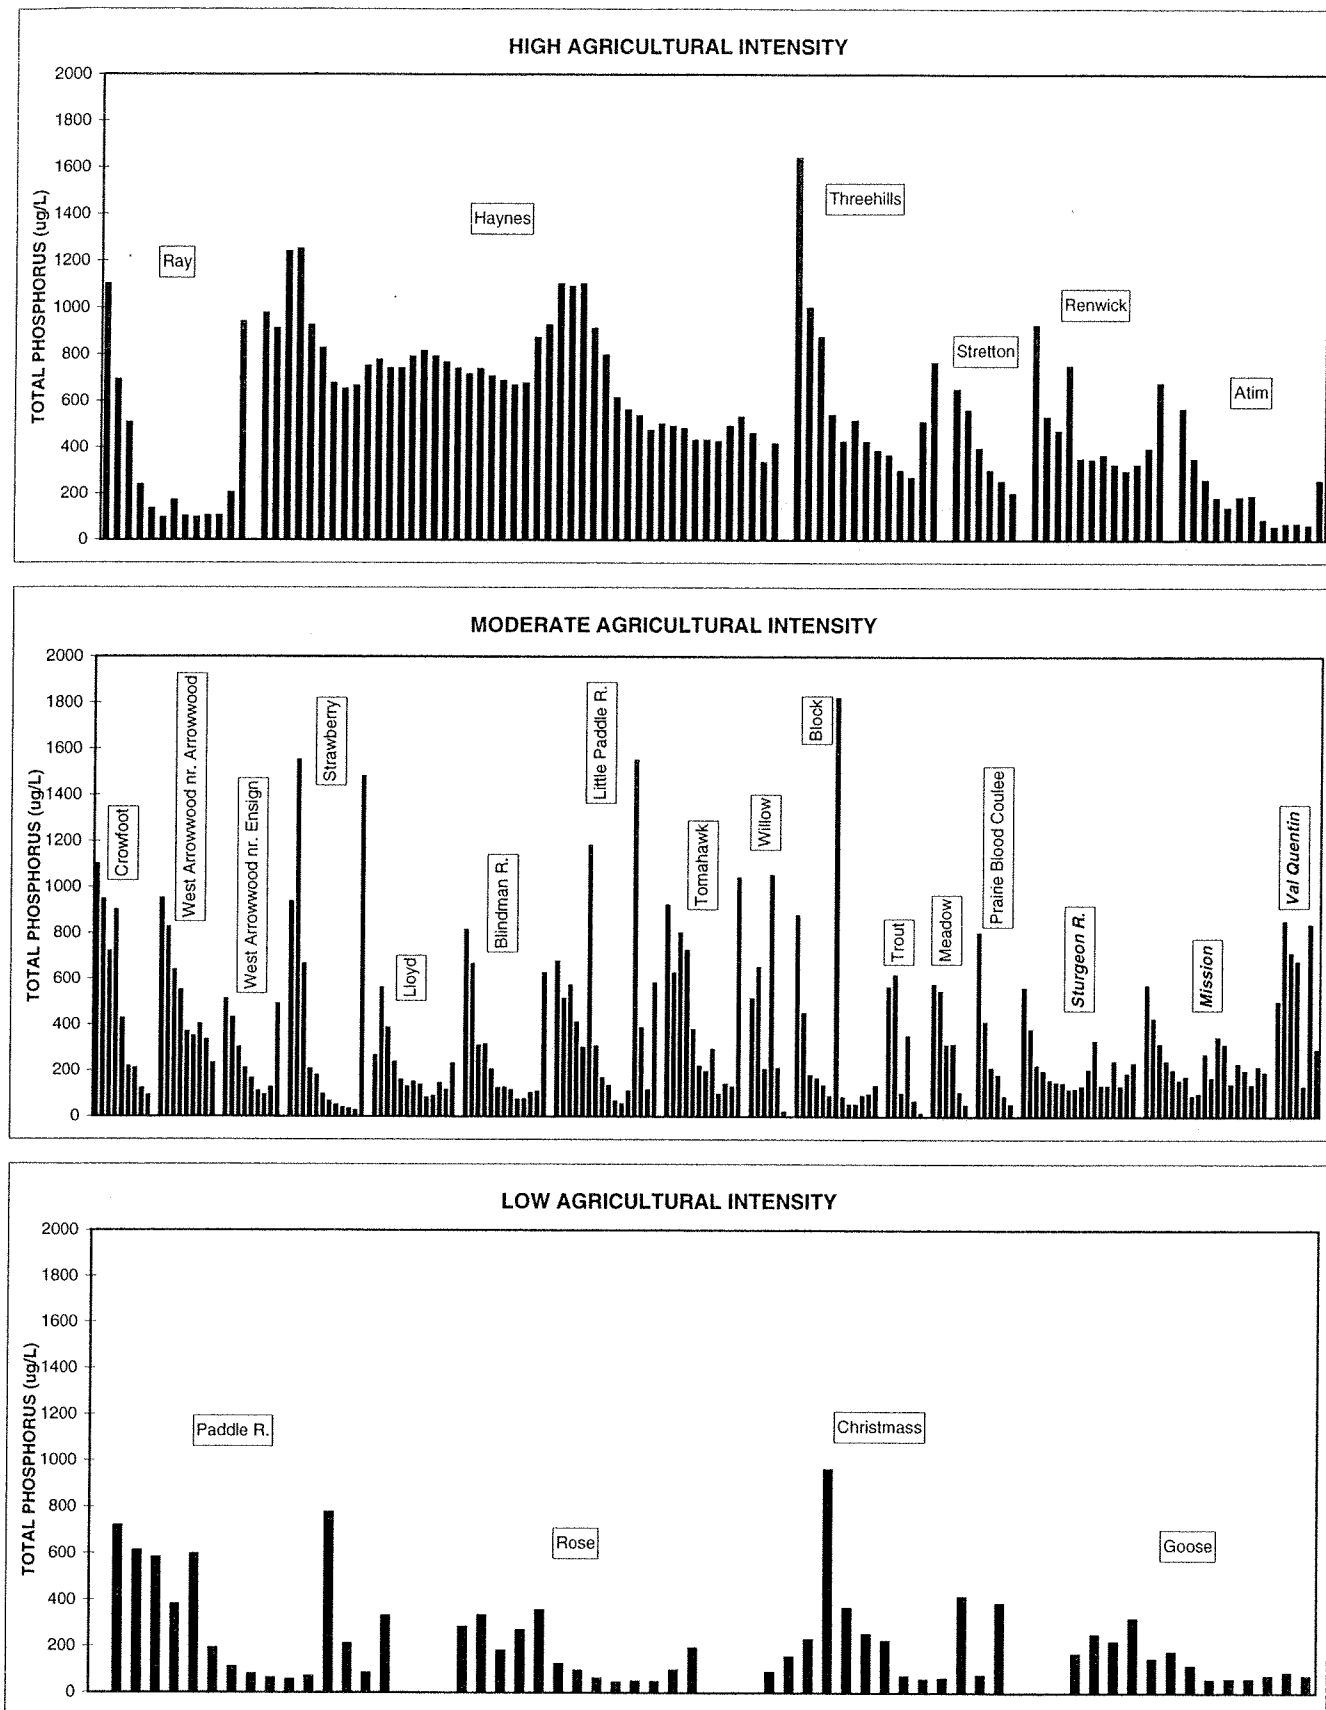 HIGH AGRICULTURAL INTENSITY
TOTAL PHOSPHORUS (ug/L)
2000
1800
1600
1400
1200
1000
800
600
400
200
0
Ray
Haynes
Threehills
Stretton
Renwick
Atim
MODERATE AGRICULTURAL INTENSITY
TOTAL PHOSPHORUS (ug/L)
2000
1800
1600
1400
1200
1000
800
600
400
200
0
Crowfoot
West Arrowwood nr. Arrowwood
West Arrowwood nr. Ensign
Strawberry
Lloyd
Blindman R.
Little Paddle R.
Tomahawk
Willow
Block
Trout
Meadow
Prairie Blood Coulee
Sturgeon R.
Mission
Val Quentin
LOW AGRICULTURAL INTENSITY
TOTAL PHOSPHORUS (ug/L)
2000
1800
1600
1400
1200
1000
800
600
400
200
0
Paddle R.
Rose
Christmass
Goose